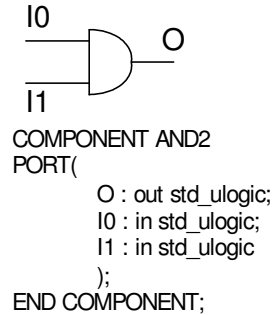 I0
O
I1
COMPONENT AND2
PORT(
O : out std_ulogic;
I0 : in std_ulogic;
I1 : in std_ulogic
);
END COMPONENT;